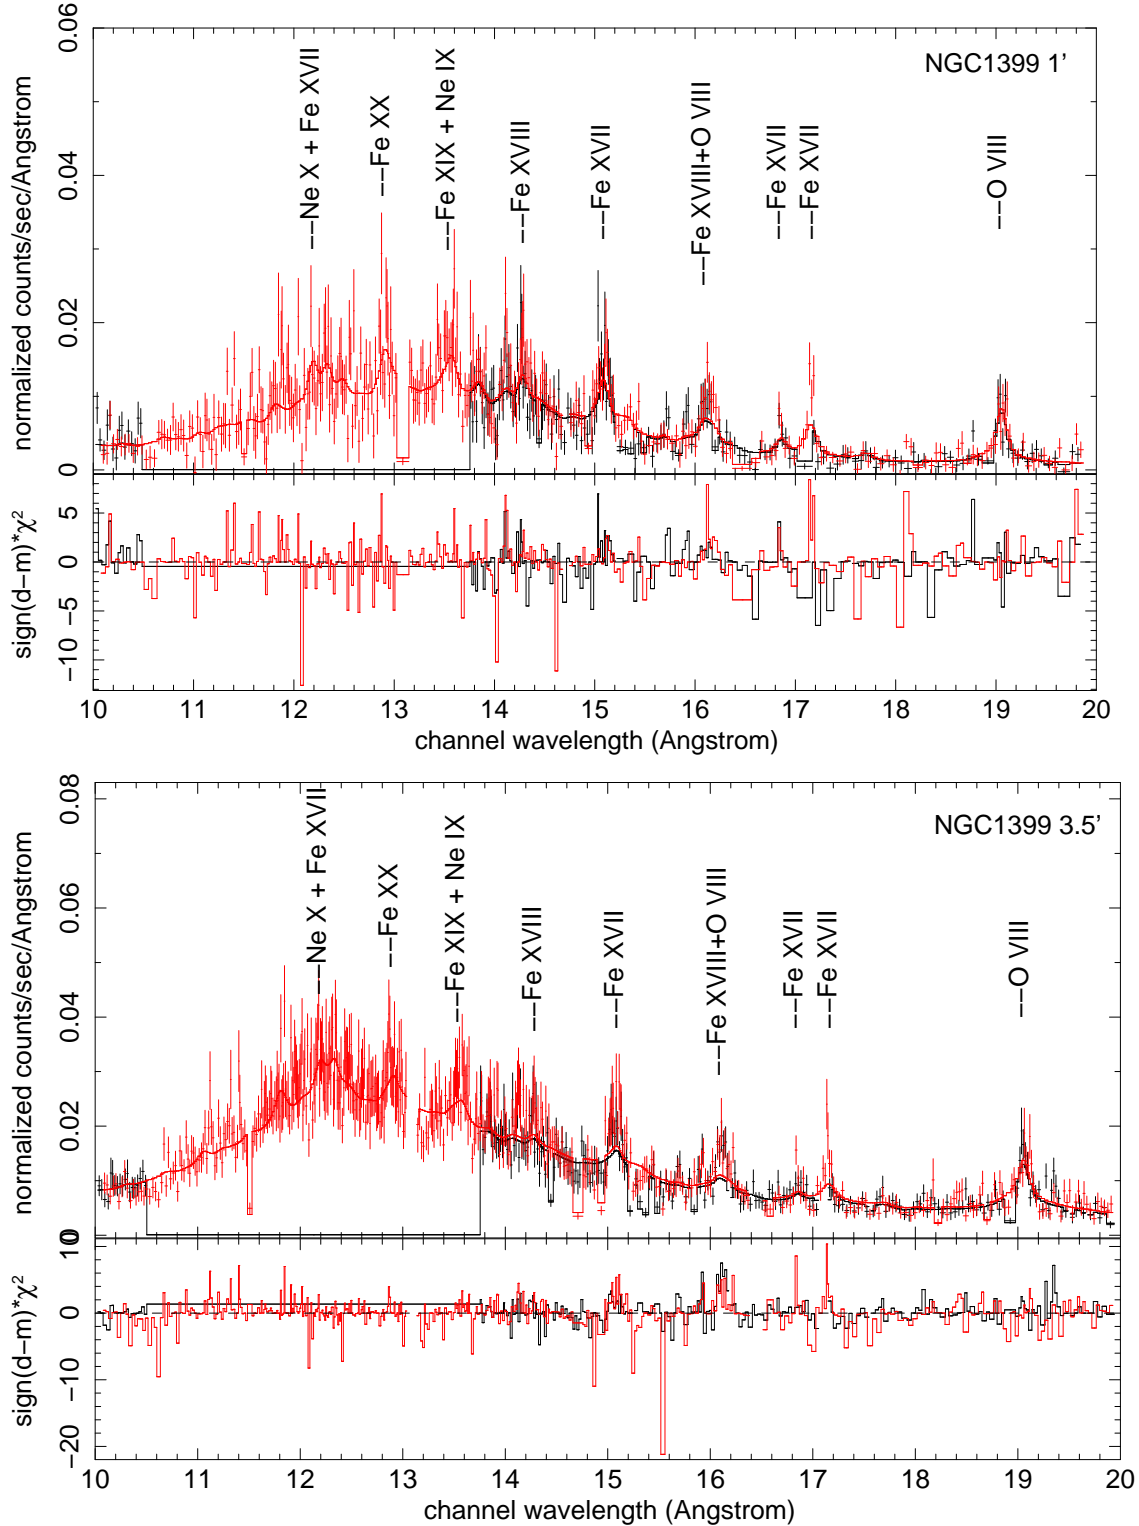 NGC1399 1’
--Ne X + Fe XVII
--Fe XX
--Fe XIX + Ne IX
--Fe XVIII
--Fe XVII
--Fe XVIII+O VIII
--Fe XVII
--Fe XVII
--O VIII
normalized counts/sec/Angstrom
0.06
0.04
0.02
0
sign(d−m)*χ²
5
0
−5
−10
10 11 12 13 14 15 16 17 18 19 20
channel wavelength (Angstrom)
NGC1399 3.5’
--Ne X + Fe XVII
--Fe XX
--Fe XIX + Ne IX
--Fe XVIII
--Fe XVII
--Fe XVIII+O VIII
--Fe XVII
--Fe XVII
--O VIII
normalized counts/sec/Angstrom
0.08
0.06
0.04
0.02
0
sign(d−m)*χ²
10
0
−10
−20
10 11 12 13 14 15 16 17 18 19 20
channel wavelength (Angstrom)